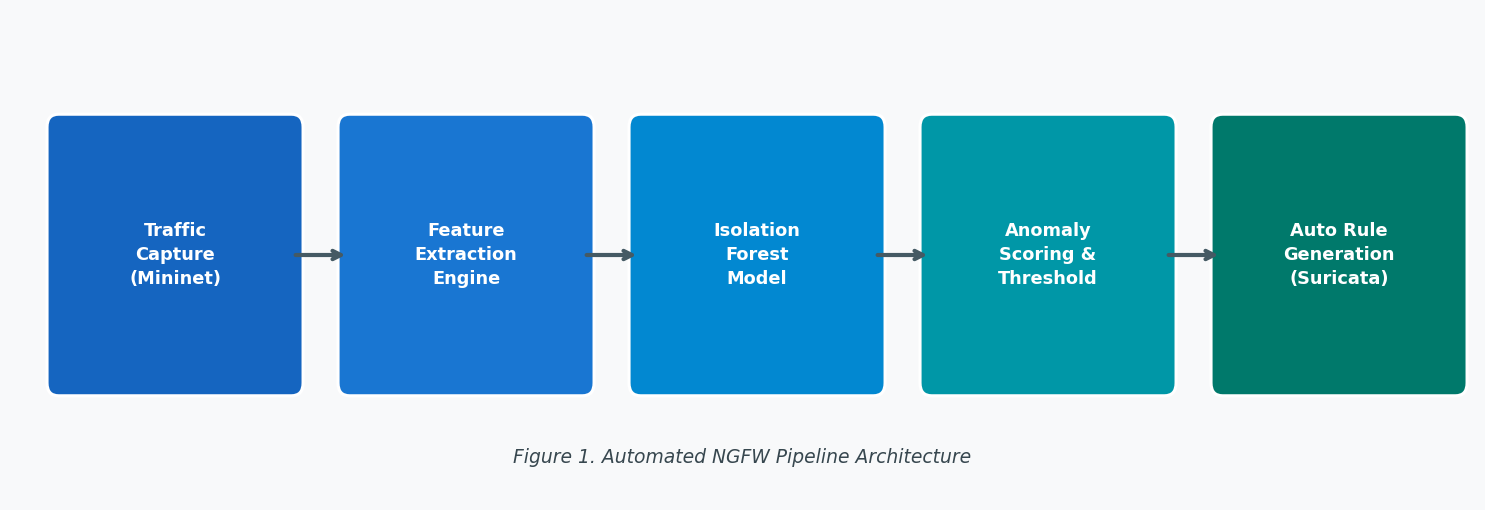 Traffic
Capture
(Mininet)
Feature
Extraction
Engine
Isolation
Forest
Model
Anomaly
Scoring &
Threshold
Auto Rule
Generation
(Suricata)
Figure 1. Automated NGFW Pipeline Architecture